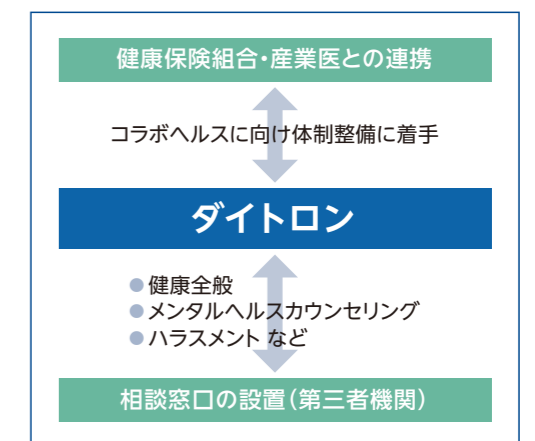 健康保険組合・産業医との連携
コラボヘルスに向け体制整備に着手
ダイトロン
●健康全般
●メンタルヘルスカウンセリング
●ハラスメント など
相談窓口の設置(第三者機関)